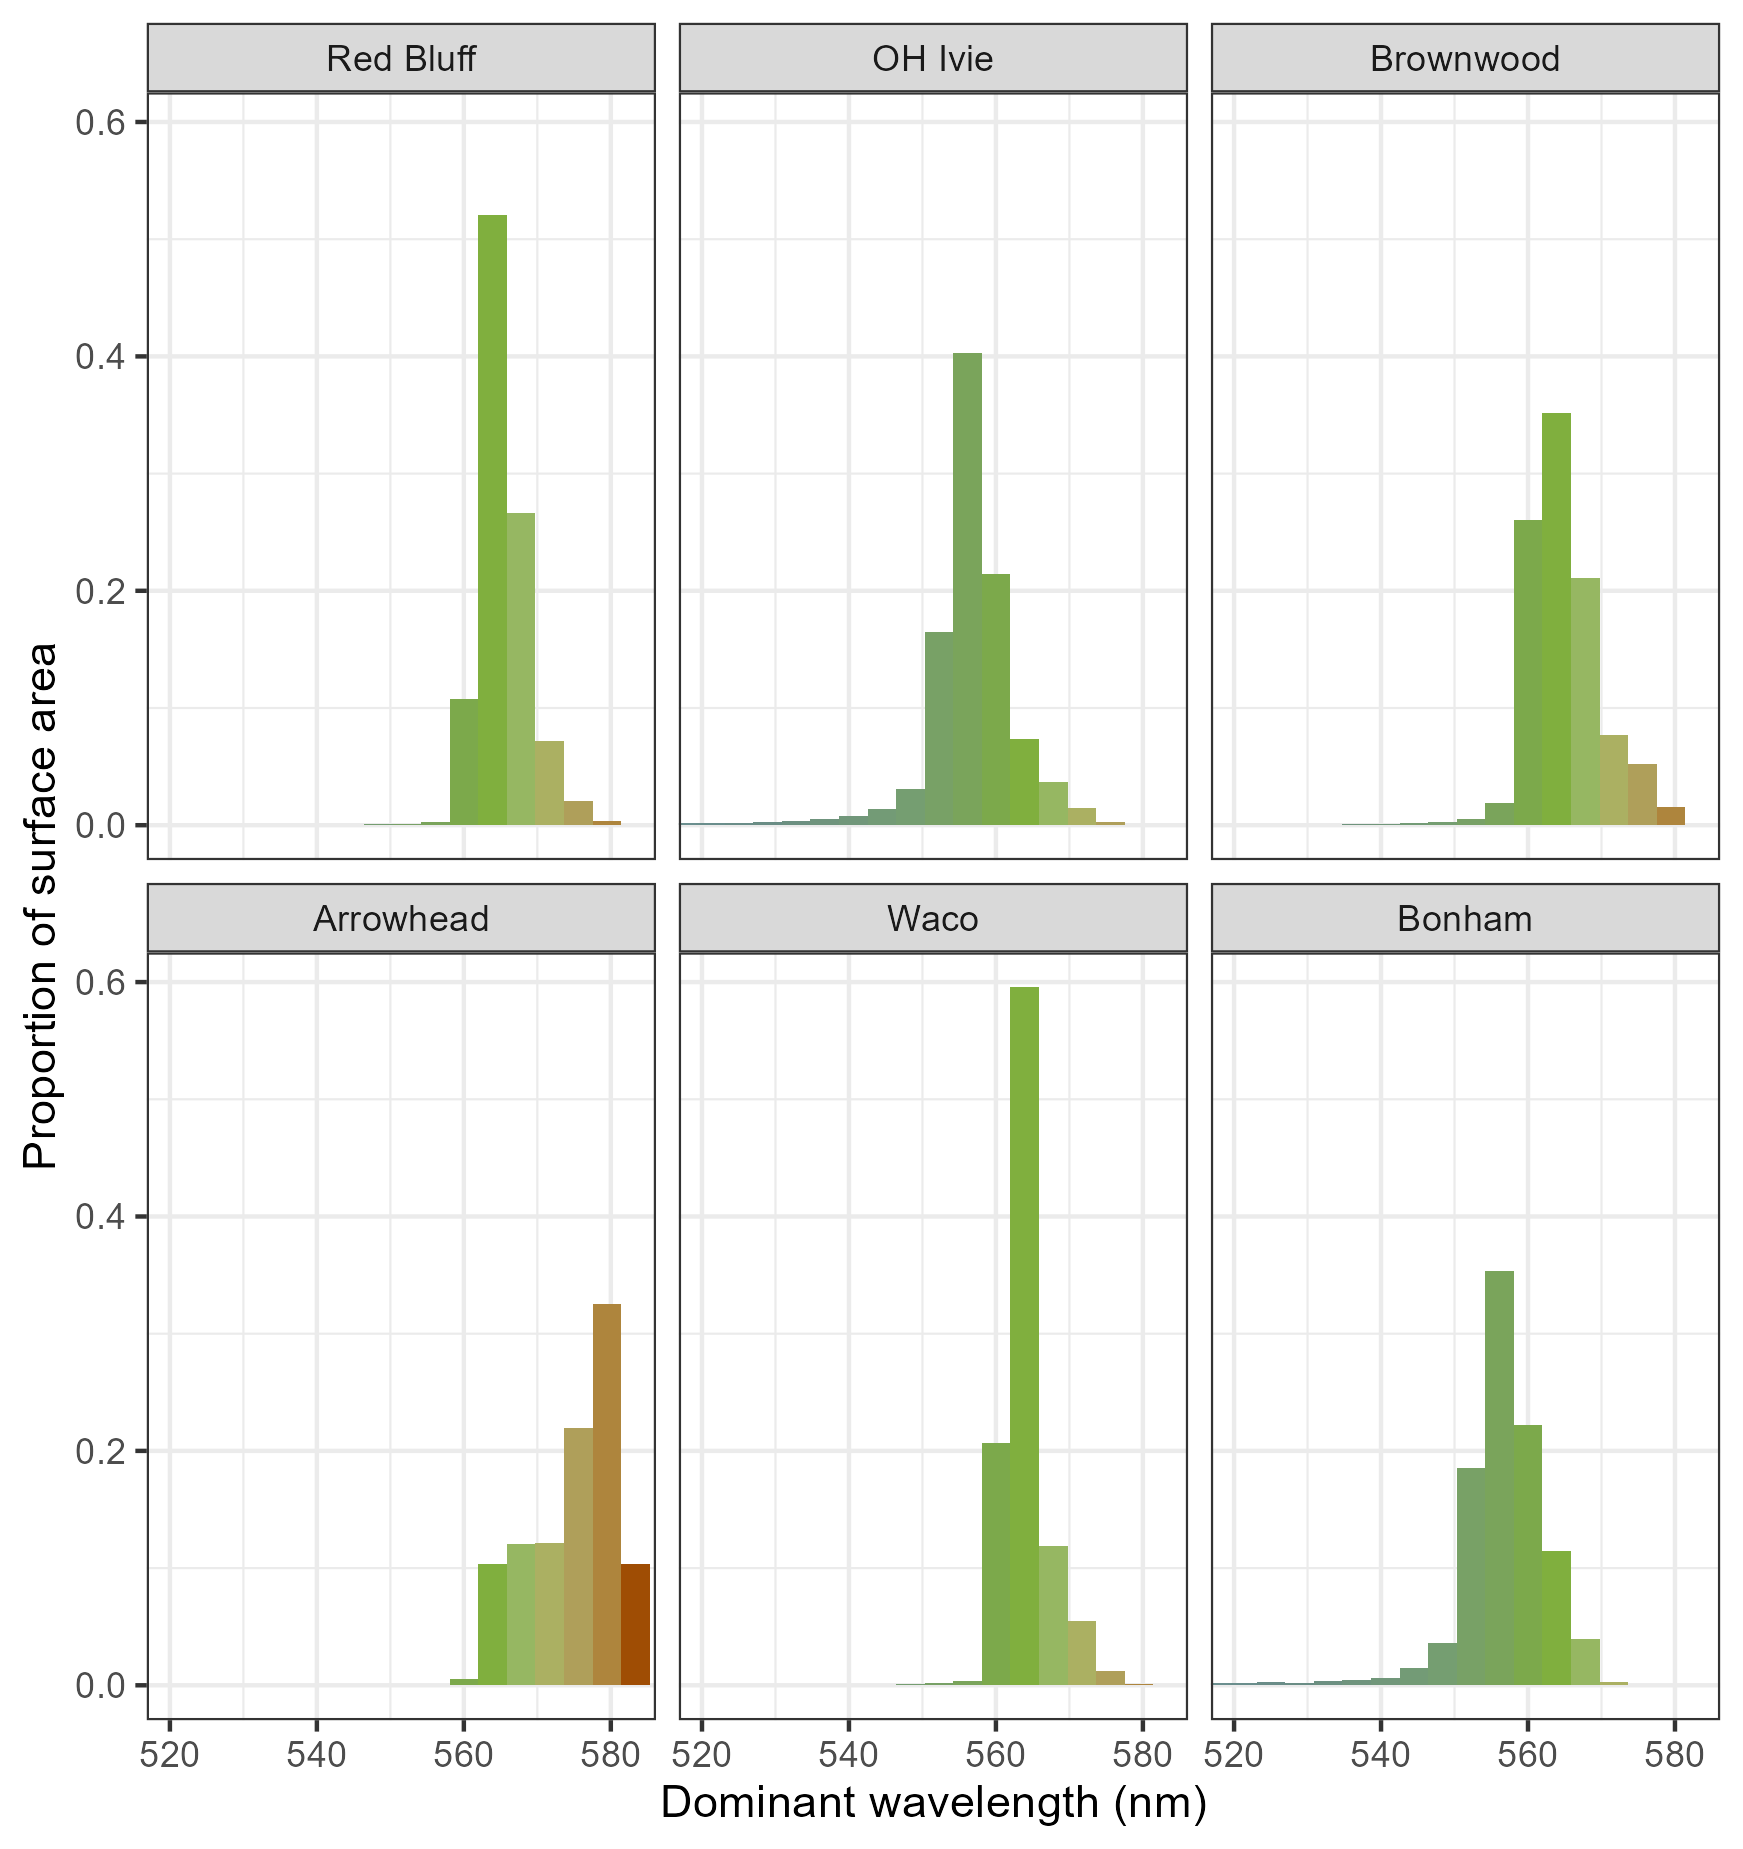 Red Bluff
OH Ivie
Brownwood
0.6
0.4
0.2
0.0
Arrowhead
Waco
Bonham
0.6
0.4
0.2
0.0
520 540 560 580
520 540 560 580
520 540 560 580
Dominant wavelength (nm)
Proportion of surface area